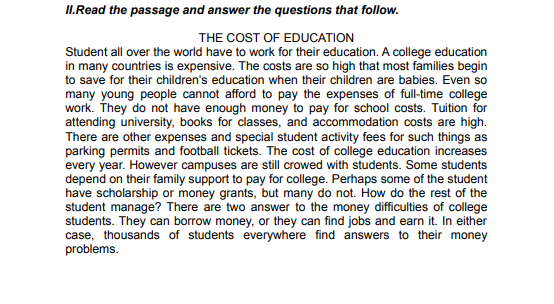 II.Read the passage and answer the questions that follow.
THE COST OF EDUCATION
Student all over the world have to work for their education. A college education
in many countries is expensive. The costs are so high that most families begin
to save for their children's education when their children are babies. Even so
many young people cannot afford to pay the expenses of full-time college
work. They do not have enough money to pay for school costs. Tuition for
attending university, books for classes, and accommodation costs are high.
There are other expenses and special student activity fees for such things as
parking permits and football tickets. The cost of college education increases
every year. However campuses are still crowed with students. Some students
depend on their family support to pay for college. Perhaps some of the student
have scholarship or money grants, but many do not. How do the rest of the
student manage? There are two answer to the money difficulties of college
students. They can borrow money, or they can find jobs and earn it. In either
case, thousands of students everywhere find answers to their money
problems.